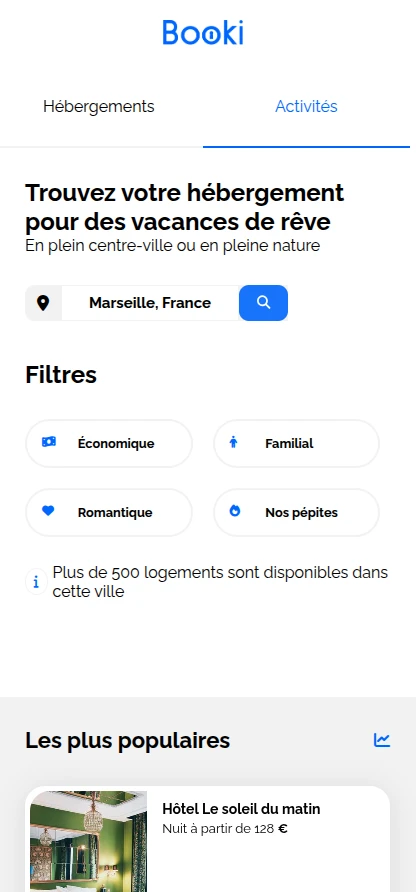 Booki
Hébergements
Activités
Trouvez votre hébergement
pour des vacances de rêve
En plein centre-ville ou en pleine nature
Marseille, France
Filtres
Économique
Familial
Romantique
Nos pépites
Plus de 500 logements sont disponibles dans
cette ville
Les plus populaires
Hôtel Le soleil du matin
Nuit à partir de 128 €